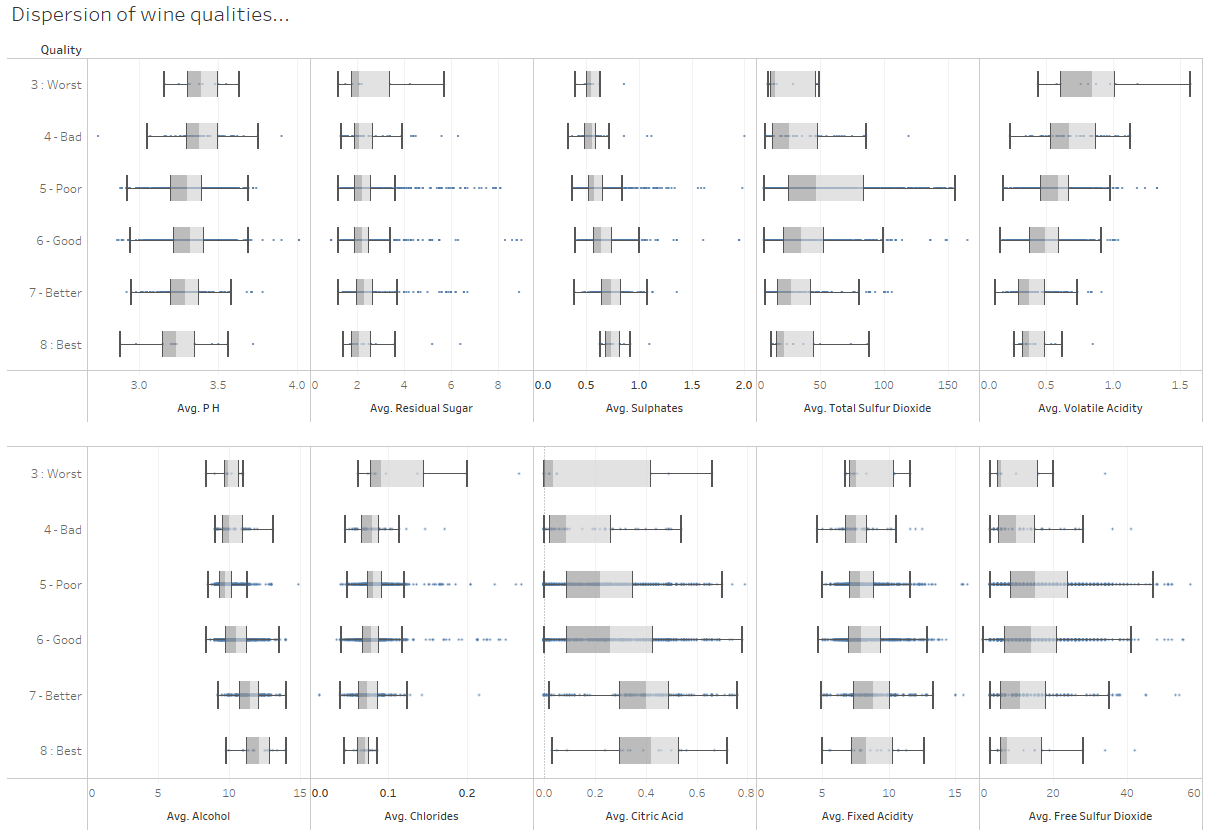 Dispersion of wine qualities...
Quality
3 : Worst
4 - Bad
5 - Poor
6 - Good
7 - Better
8 : Best
3.0 3.5 4.0 0 2 4 6 8 0.0 0.5 1.0 1.5 2.0 0 50 100 150 0.0 0.5 1.0 1.5
Avg. P H Avg. Residual Sugar Avg. Sulphates Avg. Total Sulfur Dioxide Avg. Volatile Acidity
3 : Worst
4 - Bad
5 - Poor
6 - Good
7 - Better
8 : Best
0 5 10 15 0.0 0.1 0.2 0.0 0.2 0.4 0.6 0.8 0 5 10 15 0 20 40 60
Avg. Alcohol Avg. Chlorides Avg. Citric Acid Avg. Fixed Acidity Avg. Free Sulfur Dioxide